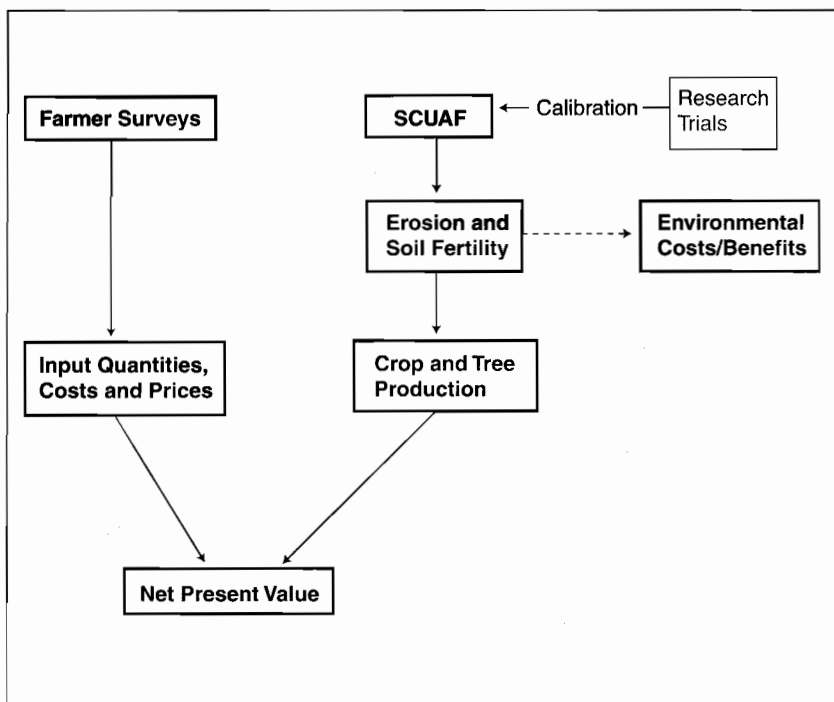 Farmer Surveys
SCUAF
Calibration
Research
Trials
Erosion and
Soil Fertility
Environmental
Costs/Benefits
Input Quantities,
Costs and Prices
Crop and Tree
Production
Net Present Value